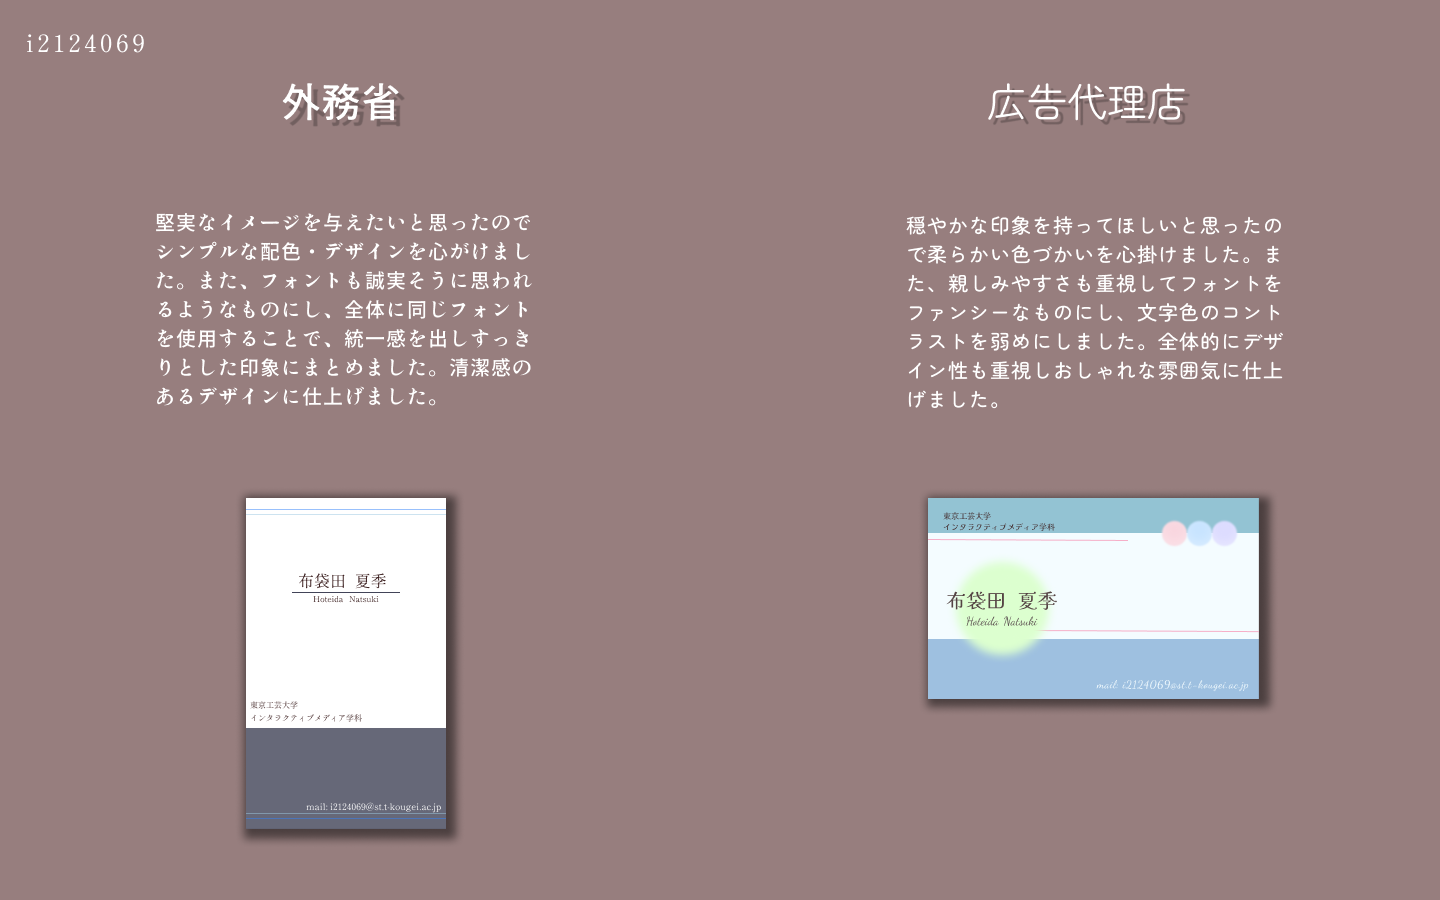 i2124069
外務省
堅実なイメージを与えたいと思ったので
シンプルな配色・デザインを心がけまし
た。また、フォントも誠実そうに思われ
るようなものにし、全体に同じフォント
を使用することで、統一感を出しすっき
りとした印象にまとめました。清潔感の
あるデザインに仕上げました。
布袋田 夏季
Hoteida Natsuki
東京工芸大学
インタラクティブメディア学科
mail: i2124069@st.t-kougei.ac.jp
広告代理店
穏やかな印象を持ってほしいと思ったの
で柔らかい色づかいを心掛けました。ま
た、親しみやすさも重視してフォントを
ファンシーなものにし、文字色のコント
ラストを弱めにしました。全体的にデザ
イン性も重視しおしゃれな雰囲気に仕上
げました。
東京工芸大学
インタラクティブメディア学科
布袋田 夏季
Hoteida Natsuki
mail: i2124069@st.t-kougei.ac.jp